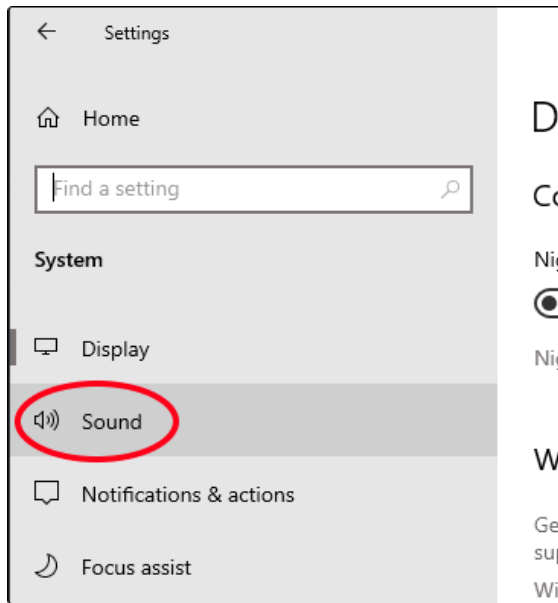 Settings
Home
Find a setting
System
Display
Sound
Notifications & actions
Focus assist